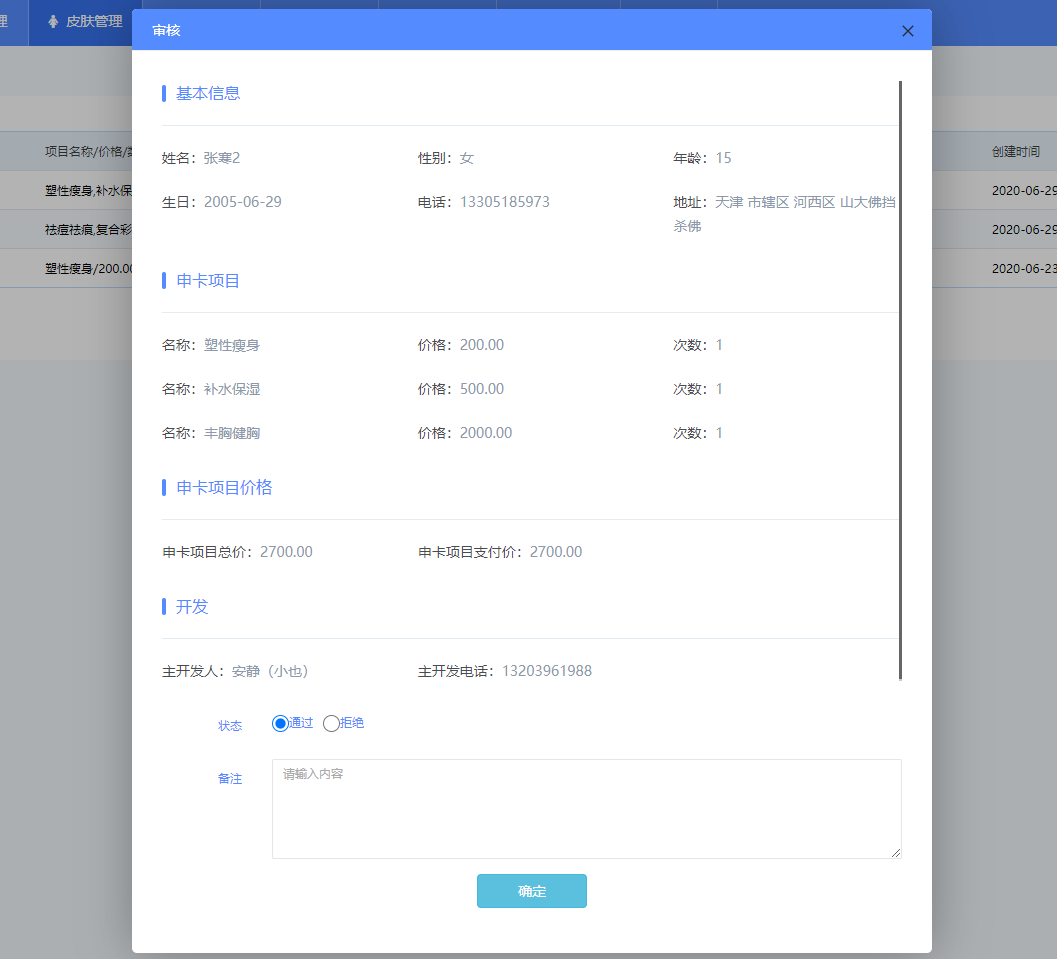 理
皮肤管理
审核
基本信息
项目名称/价格/
创建时间
姓名：张寒2 性别：女 年龄：15
塑性瘦身,补水保
2020-06-29
生日：2005-06-29 电话：13305185973 地址：天津 市辖区 河西区 山大佛挡
杀佛
祛痘祛痕,复合彩
2020-06-29
塑性瘦身/200.00
2020-06-23
申卡项目
名称：塑性瘦身 价格：200.00 次数：1
名称：补水保湿 价格：500.00 次数：1
名称：丰胸健胸 价格：2000.00 次数：1
申卡项目价格
申卡项目总价：2700.00 申卡项目支付价：2700.00
开发
主开发人：安静（小也） 主开发电话：13203961988
状态 通过 拒绝
备注 请输入内容
确定